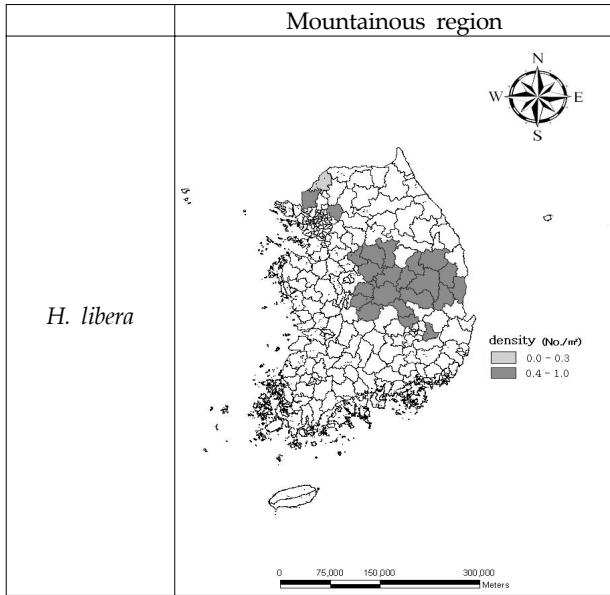 Mountainous region
N
W E
S
H. libera
density (No./㎡)
0.0 - 0.3
0.4 - 1.0
0 75,000 150,000 300,000
Meters